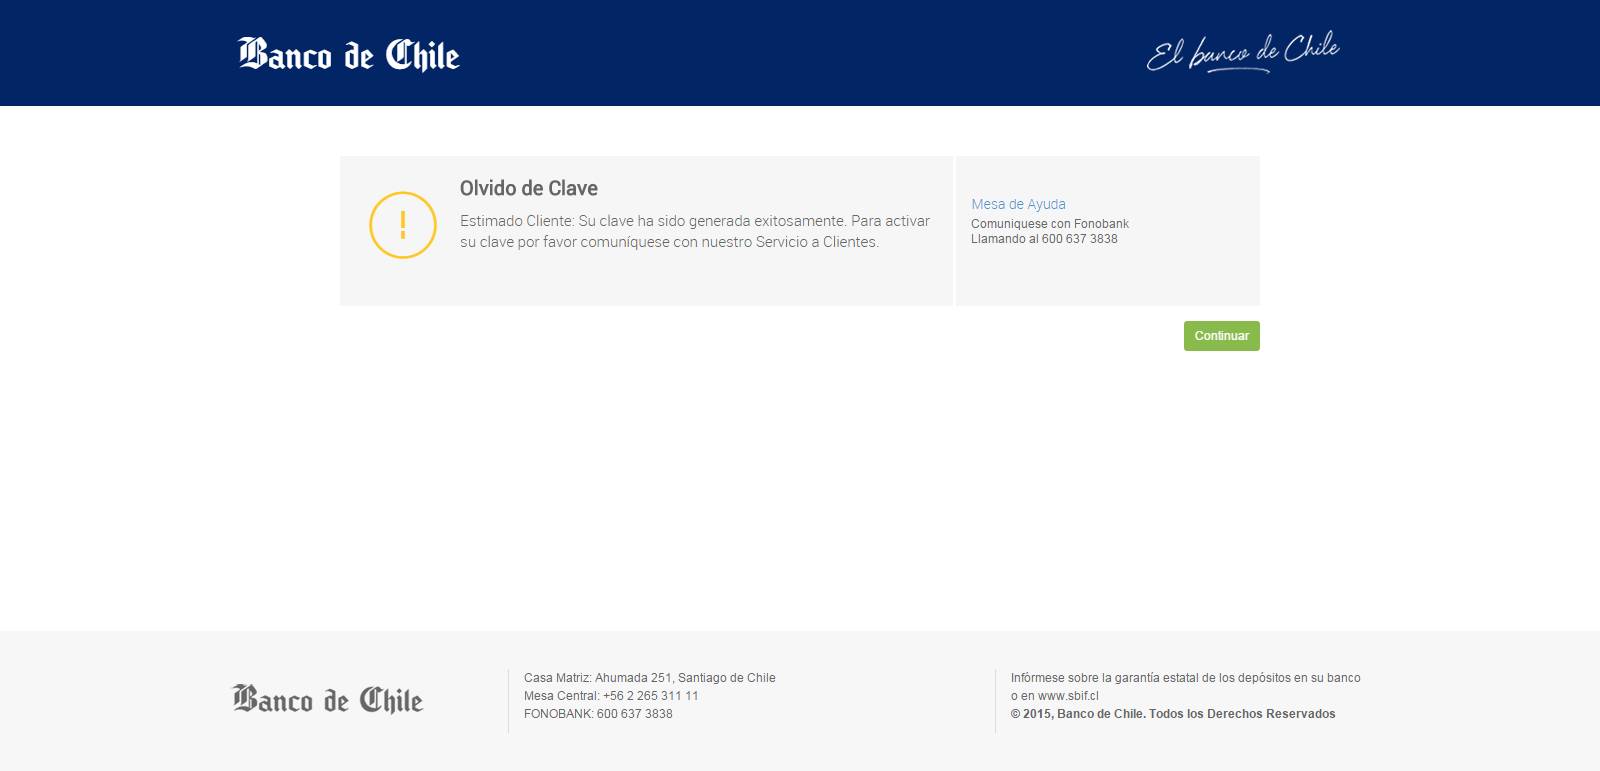 Banco de Chile
El banco de Chile
Olvido de Clave
Estimado Cliente: Su clave ha sido generada exitosamente. Para activar
su clave por favor comuníquese con nuestro Servicio a Clientes.
Mesa de Ayuda
Comuniquese con Fonobank
Llamando al 600 637 3838
Continuar
Banco de Chile
Casa Matriz: Ahumada 251, Santiago de Chile
Mesa Central: +56 2 265 311 11
FONOBANK: 600 637 3838
Infórmese sobre la garantía estatal de los depósitos en su banco
o en www.sbif.cl
© 2015, Banco de Chile. Todos los Derechos Reservados